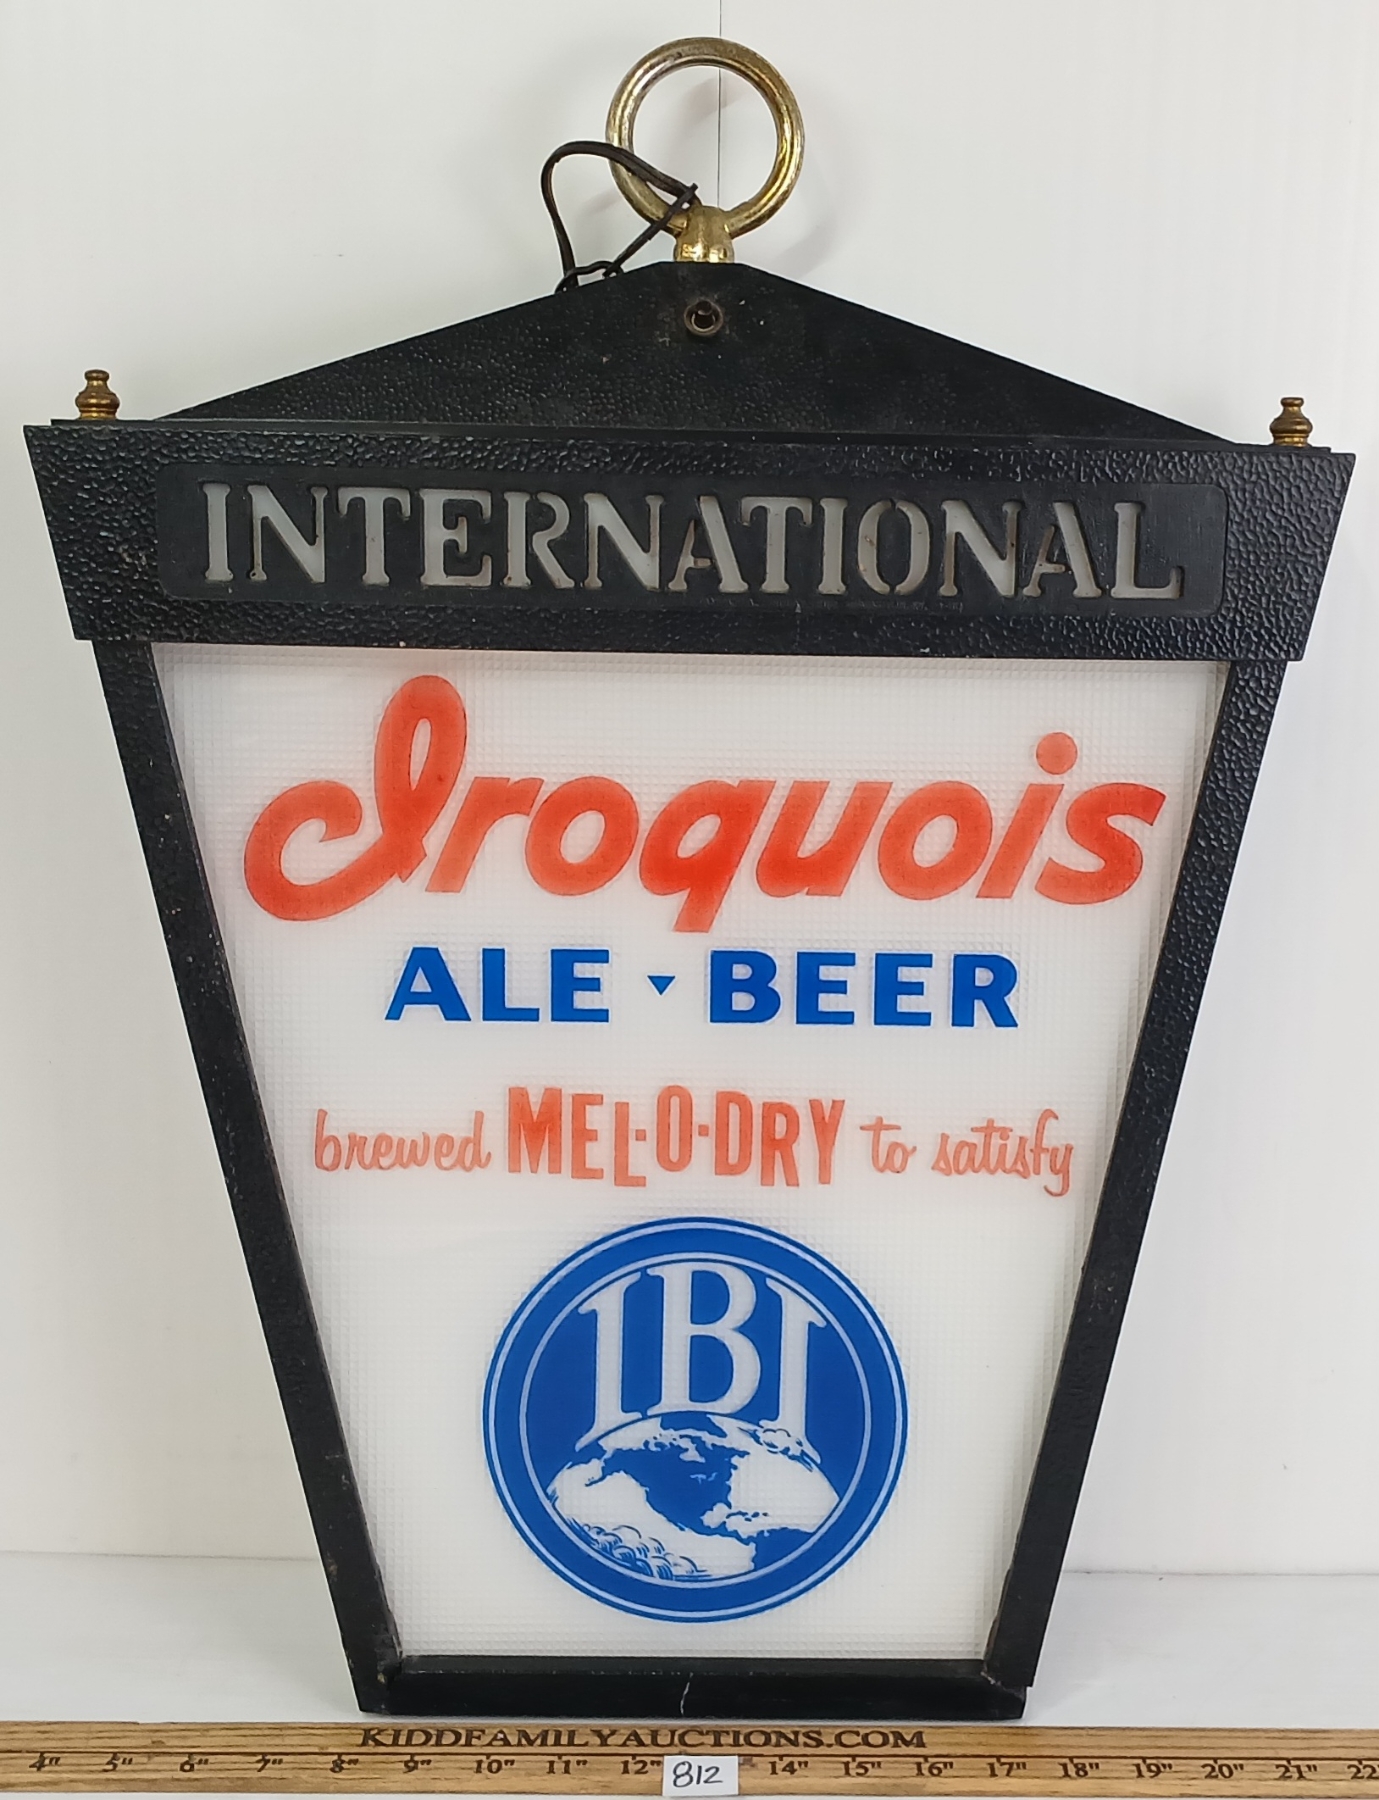 INTERNATIONAL
Iroquois
ALE ▾ BEER
brewed MEL·O·DRY to satisfy
IBI
KIDDFAMILYAUCTIONS.COM
4" 5" 6" 7" 8" 9" 10" 11" 12" 14" 15" 16" 17" 18" 19" 20" 21" 22
812